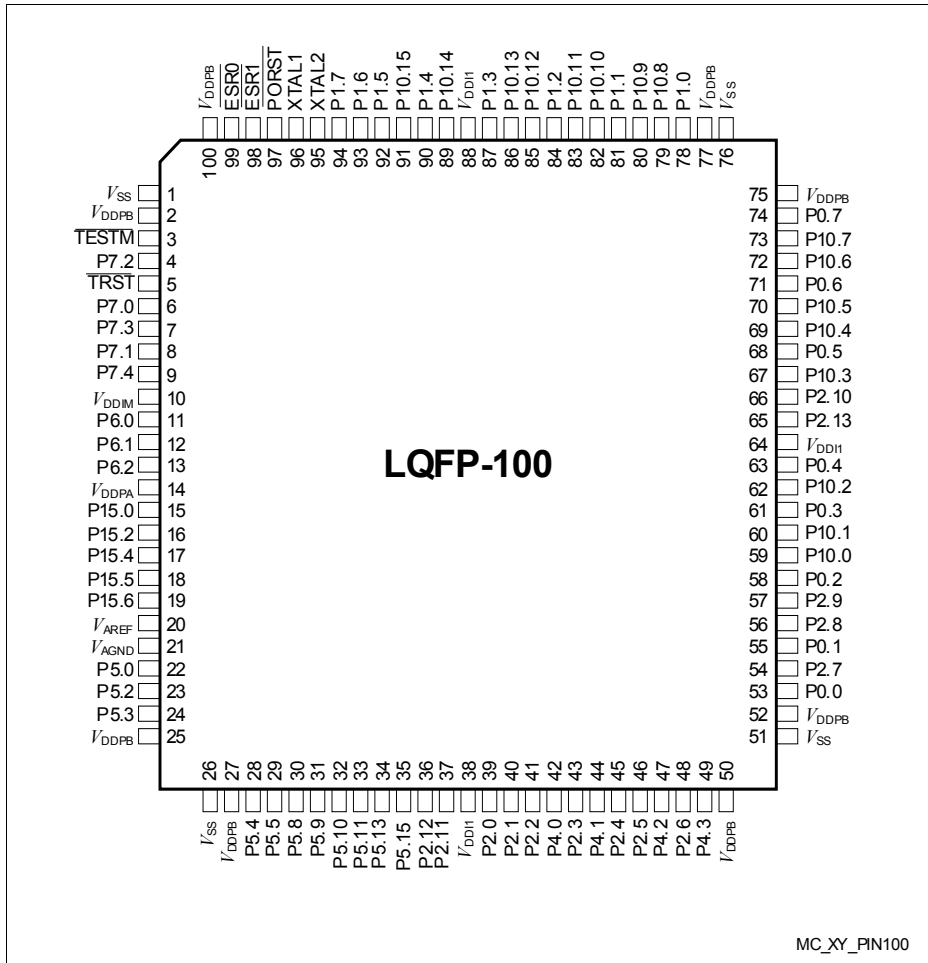 VDDPB
ESR0
ESR1
PORST
XTAL1
XTAL2
P1.7
P1.6
P1.5
P10.15
P1.4
P10.14
VDDI1
P1.3
P10.13
P10.12
P1.2
P10.11
P10.10
P1.1
P10.9
P10.8
P1.0
VDDPB
VSS
100
99
98
97
96
95
94
93
92
91
90
89
88
87
86
85
84
83
82
81
80
79
78
77
76
VSS 1
VDDPB 2
TESTM 3
P7.2 4
TRST 5
P7.0 6
P7.3 7
P7.1 8
P7.4 9
VDDIM 10
P6.0 11
P6.1 12
P6.2 13
VDDPA 14
P15.0 15
P15.2 16
P15.4 17
P15.5 18
P15.6 19
VAREF 20
VAGND 21
P5.0 22
P5.2 23
P5.3 24
VDDPB 25
LQFP-100
75 VDDPB
74 P0.7
73 P10.7
72 P10.6
71 P0.6
70 P10.5
69 P10.4
68 P0.5
67 P10.3
66 P2.10
65 P2.13
64 VDDI1
63 P0.4
62 P10.2
61 P0.3
60 P10.1
59 P10.0
58 P0.2
57 P2.9
56 P2.8
55 P0.1
54 P2.7
53 P0.0
52 VDDPB
51 VSS
26
27
28
29
30
31
32
33
34
35
36
37
38
39
40
41
42
43
44
45
46
47
48
49
50
VSS
VDDPB
P5.4
P5.5
P5.8
P5.9
P5.10
P5.11
P5.13
P5.15
P2.12
P2.11
VDDI1
P2.0
P2.1
P2.2
P4.0
P2.3
P4.1
P2.4
P2.5
P4.2
P2.6
P4.3
VDDPB
MC_XY_PIN100